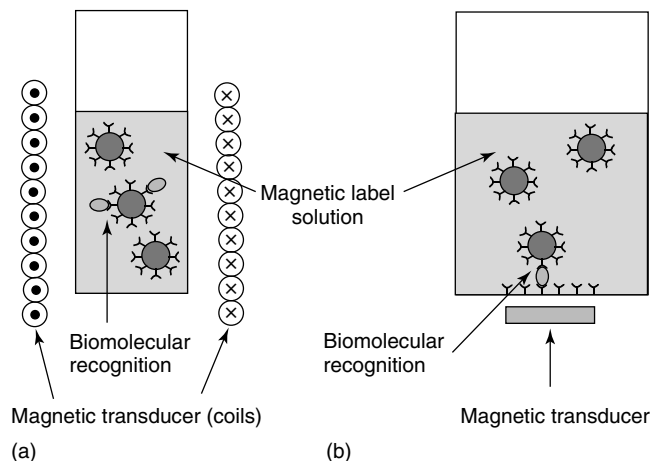 Magnetic label
solution
Biomolecular
recognition
Biomolecular
recognition
Magnetic transducer (coils)
Magnetic transducer
(a)
(b)